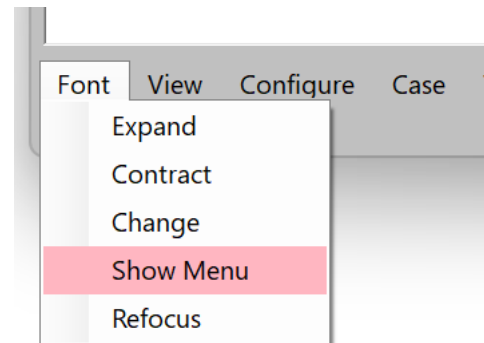 Font View Configure Case
Expand
Contract
Change
Show Menu
Refocus